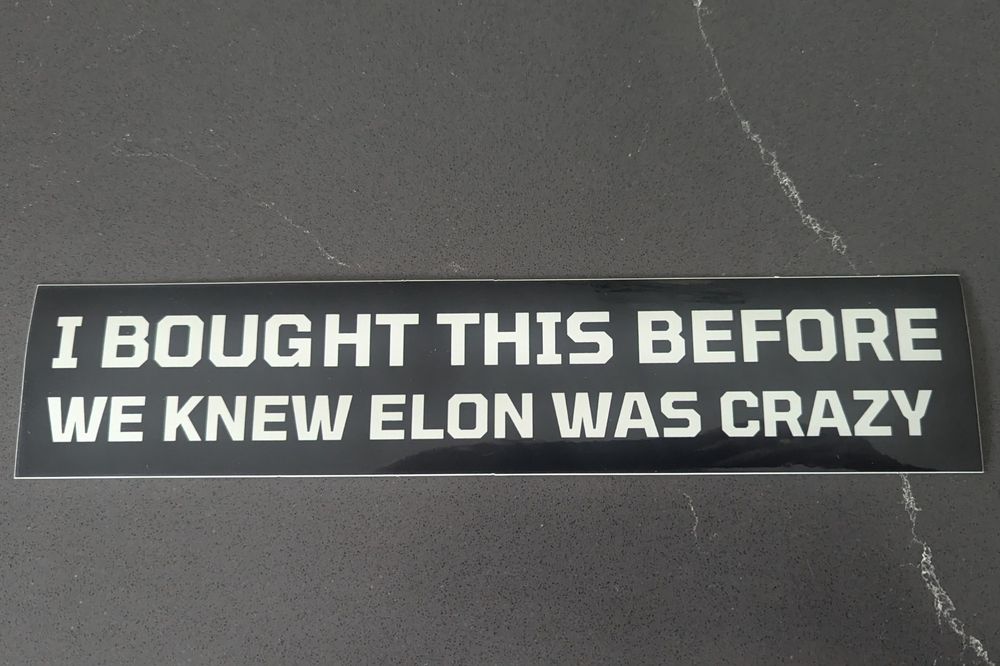 I BOUGHT THIS BEFORE
WE KNEW ELON WAS CRAZY